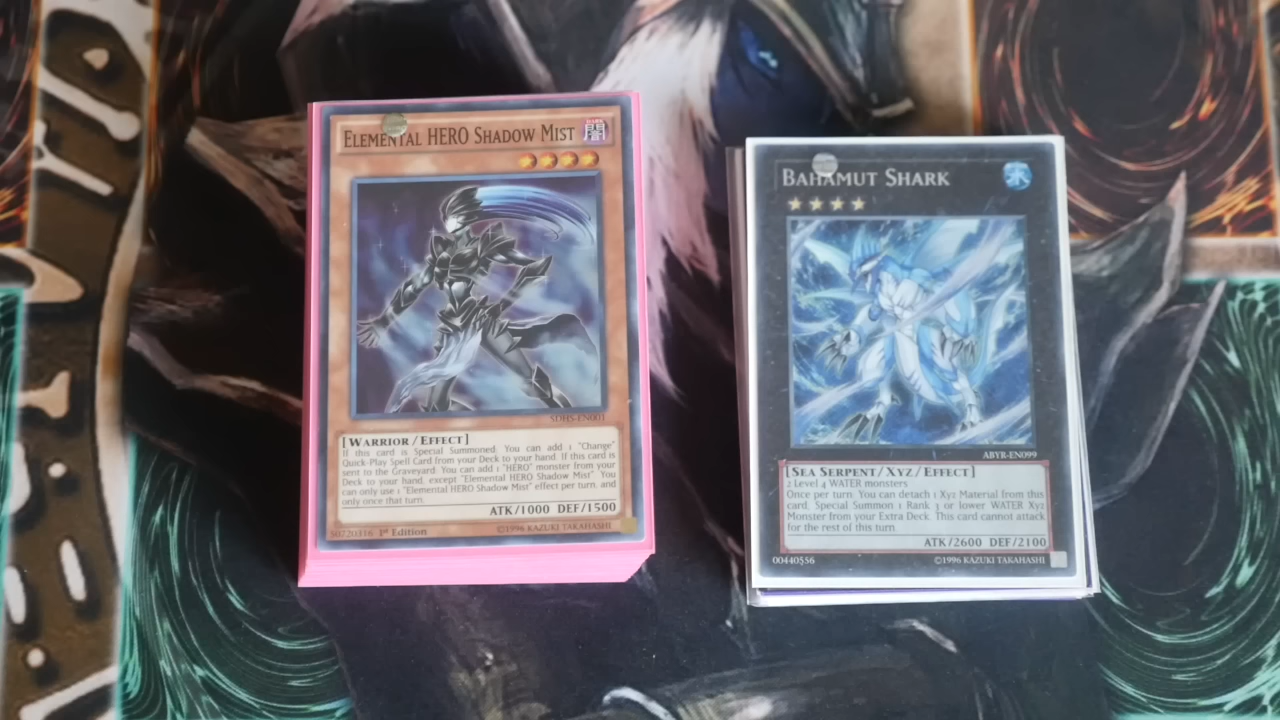 ELEMENTAL HERO SHADOW MIST
DARK
闇
SDHS-EN001
[WARRIOR/EFFECT]
If this card is Special Summoned: You can add 1 "Change"
Quick-Play Spell Card from your Deck to your hand. If this card is
sent to the Graveyard: You can add 1 "HERO" monster from your
Deck to your hand, except "Elemental HERO Shadow Mist". You
can only use 1 "Elemental HERO Shadow Mist" effect per turn, and
only once that turn.
ATK/1000 DEF/1500
50720316 1st Edition ©1996 KAZUKI TAKAHASHI
BAHAMUT SHARK
水
ABYR-EN099
[SEA SERPENT/XYZ/EFFECT]
2 Level 4 WATER monsters
Once per turn: You can detach 1 Xyz Material from this
card; Special Summon 1 Rank 3 or lower WATER Xyz
Monster from your Extra Deck. This card cannot attack
for the rest of this turn.
ATK/2600 DEF/2100
00440556 ©1996 KAZUKI TAKAHASHI